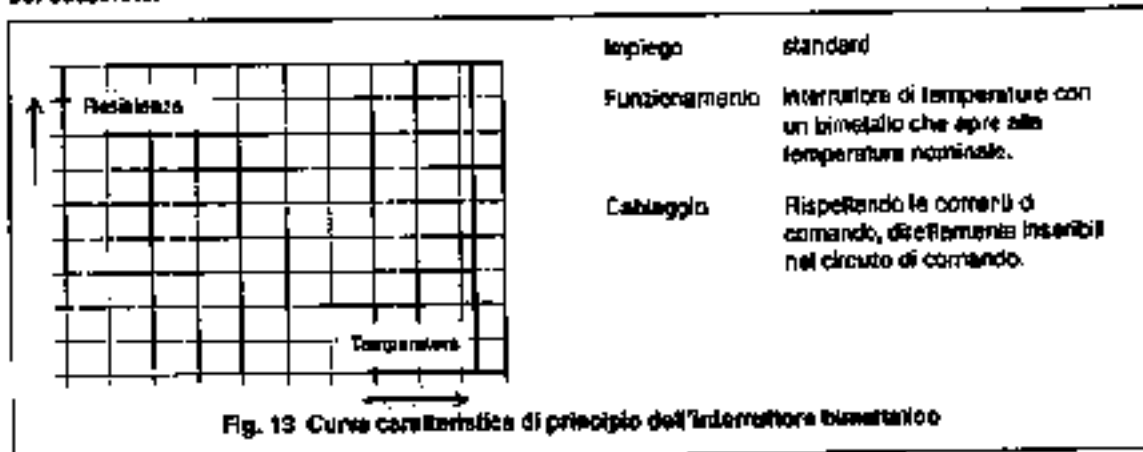 Impiego standard
Resistenza
Funzionamento Interruttore di temperature con
un bimetallo che apre alla
temperatura nominale.
Cablaggio Rispettando le correnti di
comando, direttamente inseribili
nel circuito di comando.
Temperatura
Fig. 13 Curva caratteristica di principio dell'interruttore bimetallico